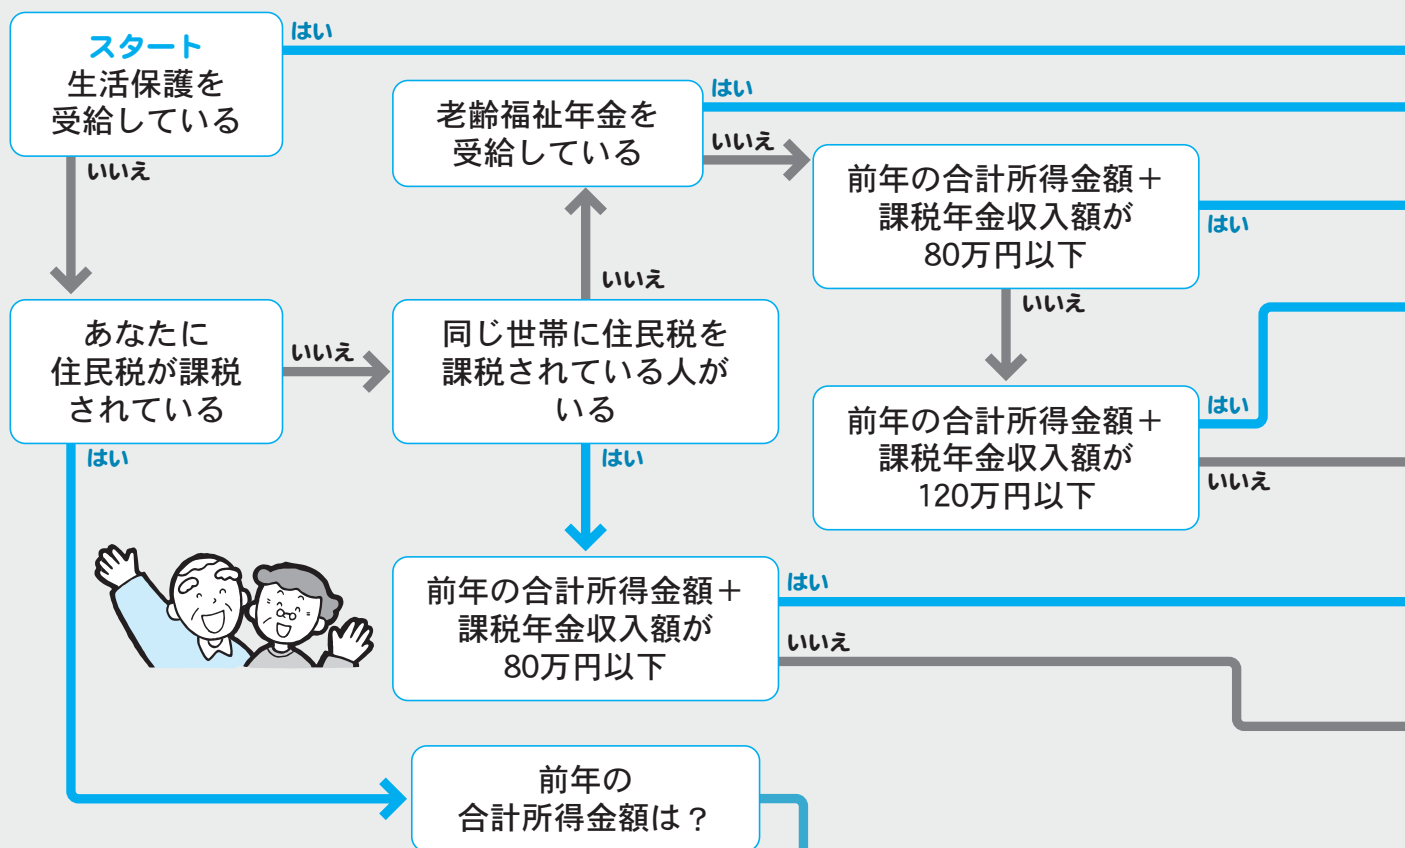 スタート
生活保護を
受給している
はい
いいえ
老齢福祉年金を
受給している
はい
いいえ
前年の合計所得金額＋
課税年金収入額が
80万円以下
はい
いいえ
あなたに
住民税が課税
されている
いいえ
はい
同じ世帯に住民税を
課税されている人が
いる
いいえ
はい
前年の合計所得金額＋
課税年金収入額が
120万円以下
はい
いいえ
前年の合計所得金額＋
課税年金収入額が
80万円以下
はい
いいえ
前年の
合計所得金額は？